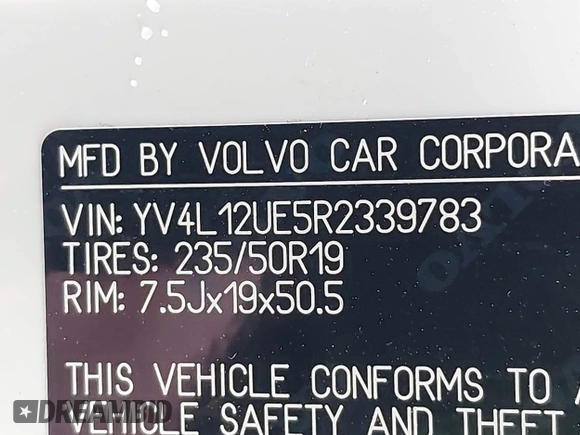 MFD BY VOLVO CAR CORPORA
VIN: YV4L12UE5R2339783
TIRES: 235/50R19
RIM: 7.5Jx19x50.5
THIS VEHICLE CONFORMS TO A
VEHICLE SAFETY AND THEFT
DREAMBID